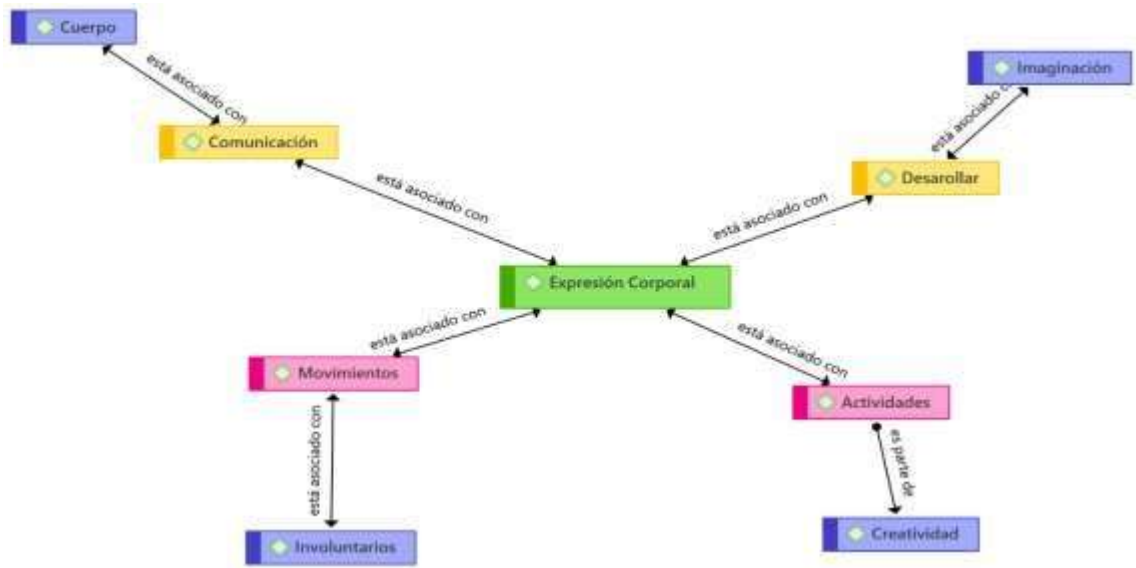 Cuerpo
Imaginación
está asociado con
está asociado con
Comunicación
Desarollar
está asociado con
está asociado con
Expresión Corporal
está asociado con
está asociado con
Movimientos
Actividades
está asociado con
es parte de
Involuntarios
Creatividad